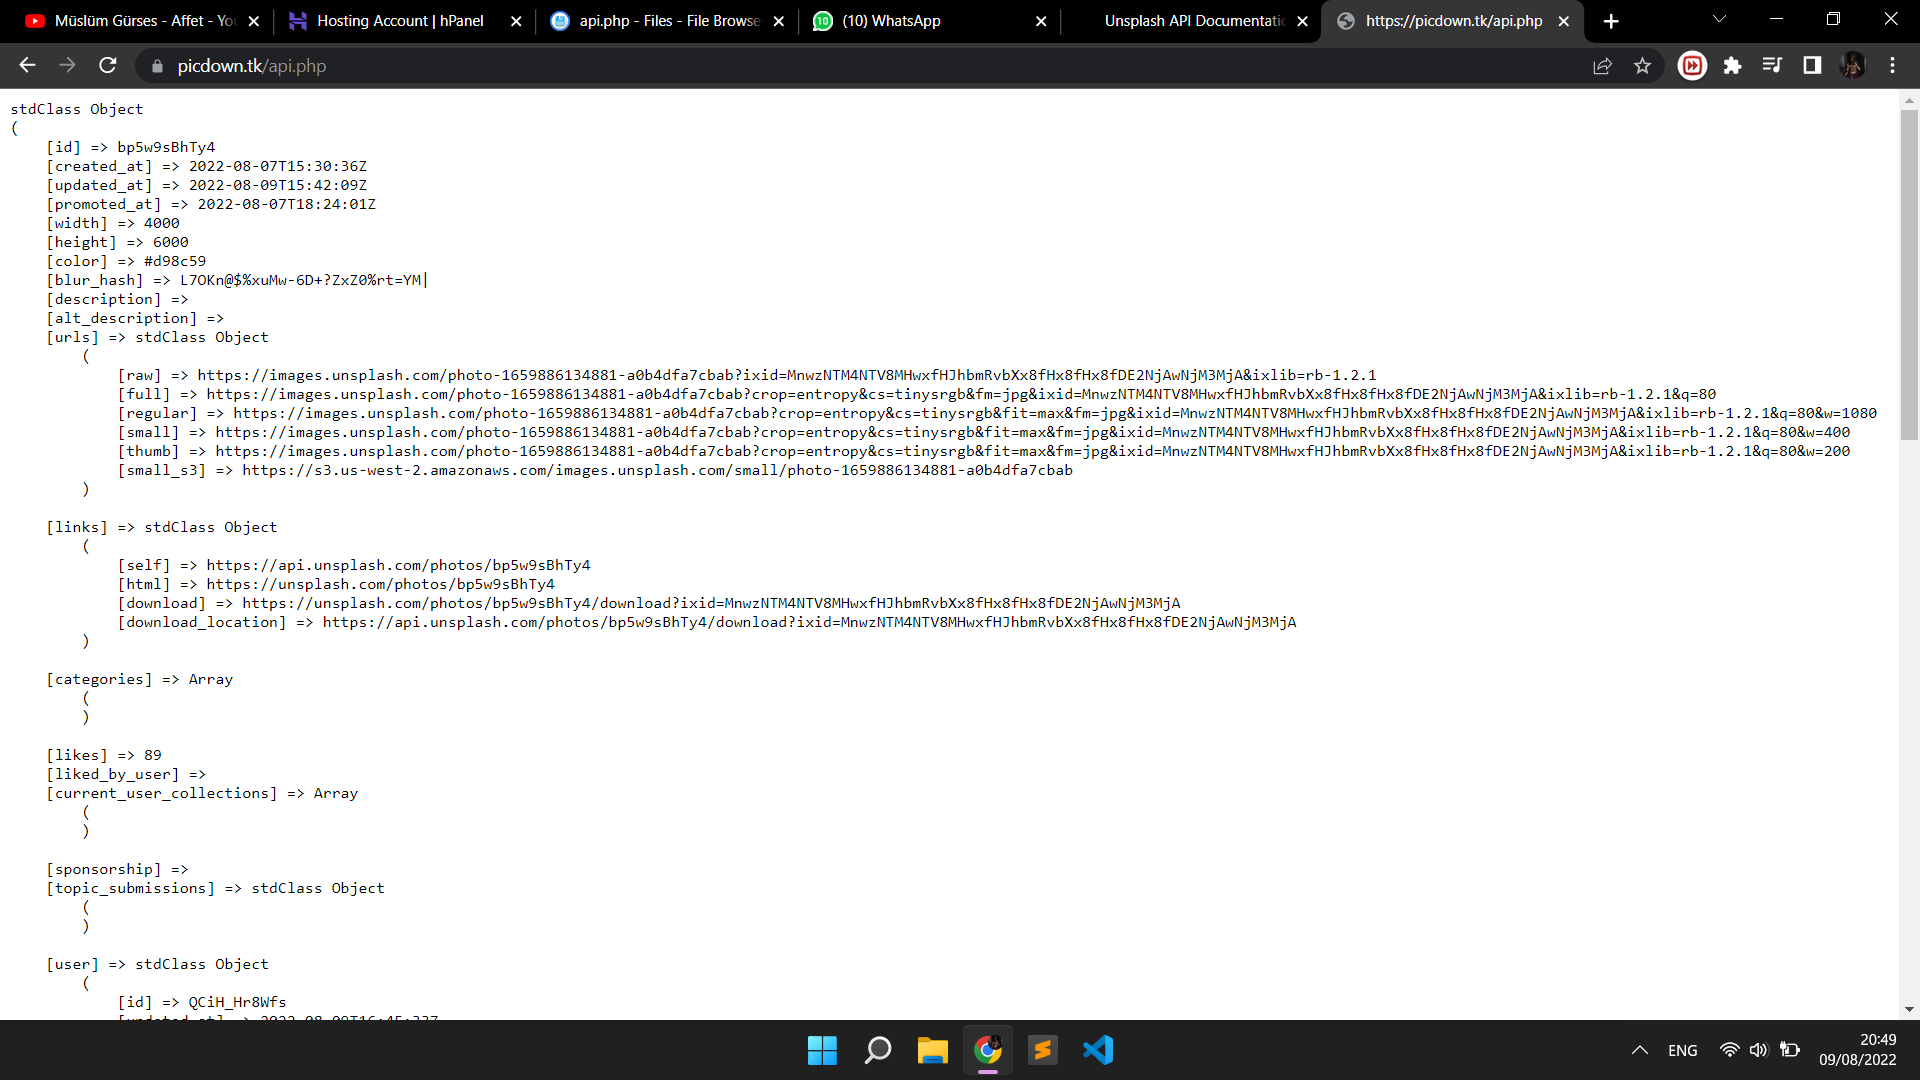 Müslüm Gürses - Affet - Yo
Hosting Account | hPanel
api.php - Files - File Browse
(10) WhatsApp
Unsplash API Documentati
https://picdown.tk/api.php
picdown.tk/api.php
stdClass Object
(
[id] => bp5w9sBhTy4
[created_at] => 2022-08-07T15:30:36Z
[updated_at] => 2022-08-09T15:42:09Z
[promoted_at] => 2022-08-07T18:24:01Z
[width] => 4000
[height] => 6000
[color] => #d98c59
[blur_hash] => L7OKn@$%xuMw-6D+?ZxZ0%rt=YM|
[description] =>
[alt_description] =>
[urls] => stdClass Object
(
[raw] => https://images.unsplash.com/photo-1659886134881-a0b4dfa7cbab?ixid=MnwzNTM4NTV8MHwxfHJhbmRvbXx8fHx8fHx8fDE2NjAwNjM3MjA&ixlib=rb-1.2.1
[full] => https://images.unsplash.com/photo-1659886134881-a0b4dfa7cbab?crop=entropy&cs=tinysrgb&fm=jpg&ixid=MnwzNTM4NTV8MHwxfHJhbmRvbXx8fHx8fHx8fDE2NjAwNjM3MjA&ixlib=rb-1.2.1&q=80
[regular] => https://images.unsplash.com/photo-1659886134881-a0b4dfa7cbab?crop=entropy&cs=tinysrgb&fit=max&fm=jpg&ixid=MnwzNTM4NTV8MHwxfHJhbmRvbXx8fHx8fHx8fDE2NjAwNjM3MjA&ixlib=rb-1.2.1&q=80&w=1080
[small] => https://images.unsplash.com/photo-1659886134881-a0b4dfa7cbab?crop=entropy&cs=tinysrgb&fit=max&fm=jpg&ixid=MnwzNTM4NTV8MHwxfHJhbmRvbXx8fHx8fHx8fDE2NjAwNjM3MjA&ixlib=rb-1.2.1&q=80&w=400
[thumb] => https://images.unsplash.com/photo-1659886134881-a0b4dfa7cbab?crop=entropy&cs=tinysrgb&fit=max&fm=jpg&ixid=MnwzNTM4NTV8MHwxfHJhbmRvbXx8fHx8fHx8fDE2NjAwNjM3MjA&ixlib=rb-1.2.1&q=80&w=200
[small_s3] => https://s3.us-west-2.amazonaws.com/images.unsplash.com/small/photo-1659886134881-a0b4dfa7cbab
)
[links] => stdClass Object
(
[self] => https://api.unsplash.com/photos/bp5w9sBhTy4
[html] => https://unsplash.com/photos/bp5w9sBhTy4
[download] => https://unsplash.com/photos/bp5w9sBhTy4/download?ixid=MnwzNTM4NTV8MHwxfHJhbmRvbXx8fHx8fHx8fDE2NjAwNjM3MjA
[download_location] => https://api.unsplash.com/photos/bp5w9sBhTy4/download?ixid=MnwzNTM4NTV8MHwxfHJhbmRvbXx8fHx8fHx8fDE2NjAwNjM3MjA
)
[categories] => Array
(
)
[likes] => 89
[liked_by_user] =>
[current_user_collections] => Array
(
)
[sponsorship] =>
[topic_submissions] => stdClass Object
(
)
[user] => stdClass Object
(
[id] => QCiH_Hr8Wfs
[updated_at] => 2022-08-09T16:45:33Z
ENG
20:49
09/08/2022